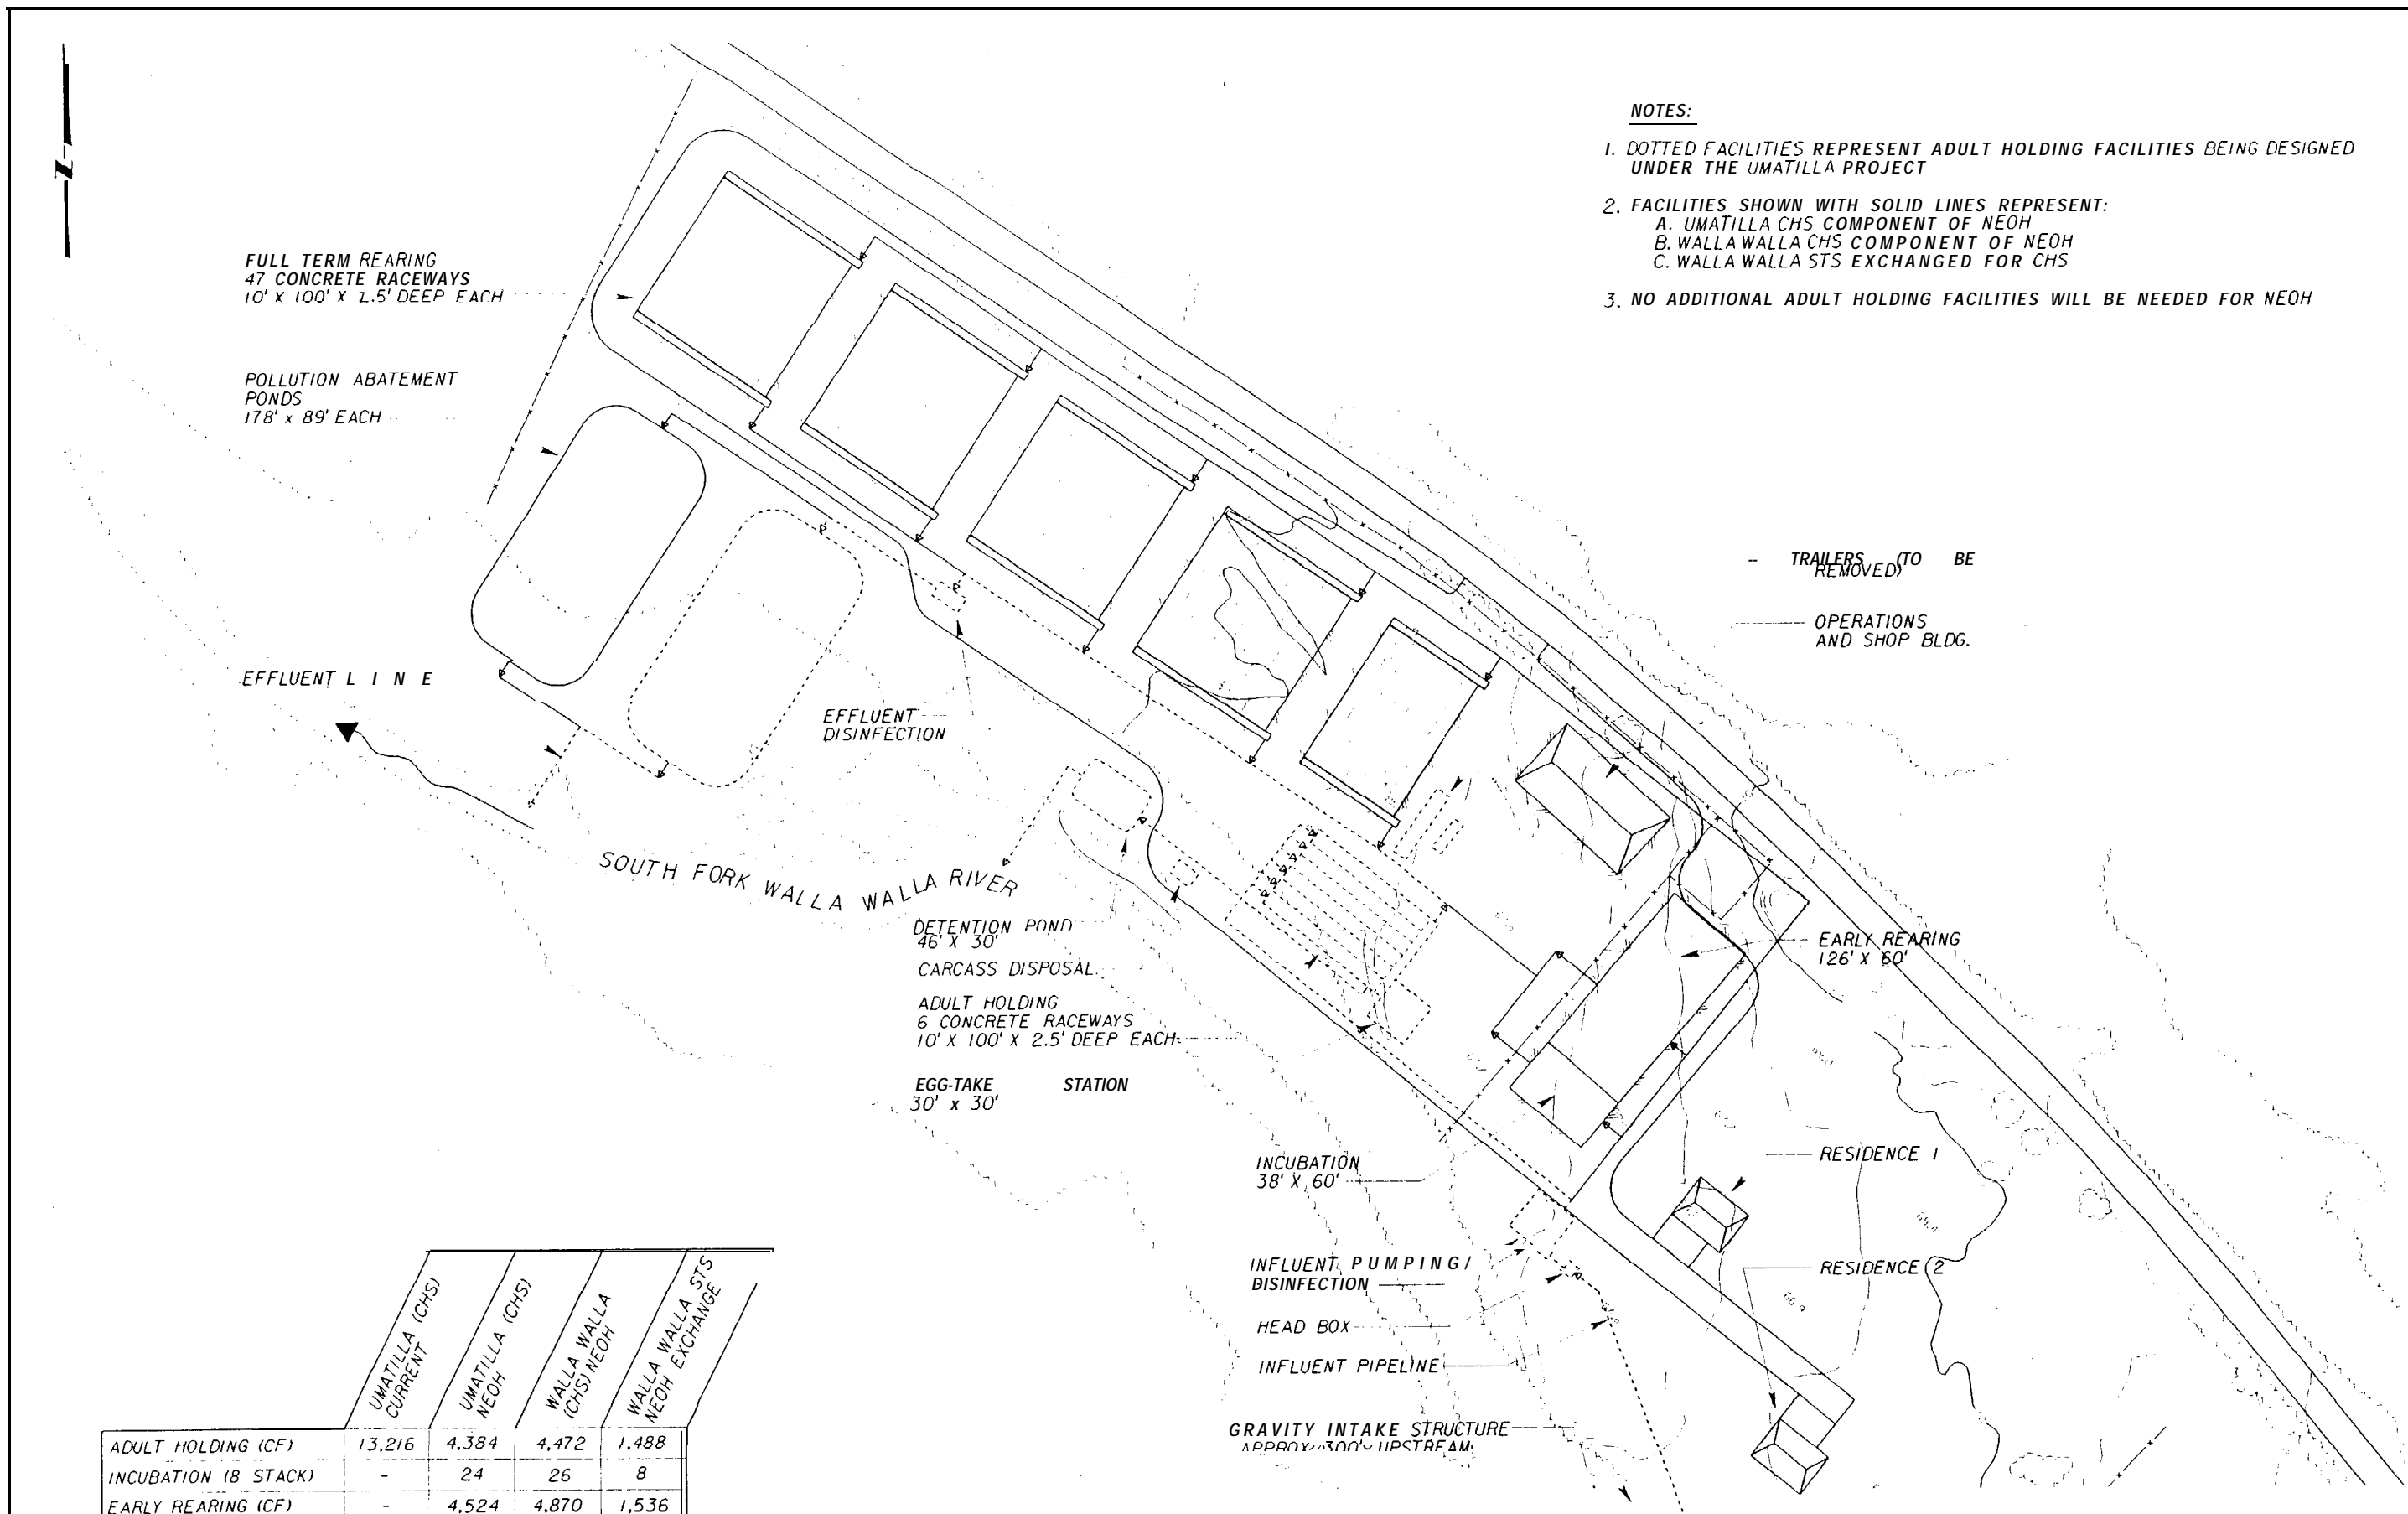 NOTES:
1. DOTTED FACILITIES REPRESENT ADULT HOLDING FACILITIES BEING DESIGNED
UNDER THE UMATILLA PROJECT
2. FACILITIES SHOWN WITH SOLID LINES REPRESENT:
A. UMATILLA CHS COMPONENT OF NEOH
B. WALLA WALLA CHS COMPONENT OF NEOH
C. WALLA WALLA STS EXCHANGED FOR CHS
3. NO ADDITIONAL ADULT HOLDING FACILITIES WILL BE NEEDED FOR NEOH
FULL TERM REARING
47 CONCRETE RACEWAYS
10' X 100' X 2.5' DEEP EACH
POLLUTION ABATEMENT
PONDS
178' x 89' EACH
-- TRAILERS (TO BE
REMOVED)
OPERATIONS
AND SHOP BLDG.
EFFLUENT LINE
EFFLUENT
DISINFECTION
SOUTH FORK WALLA WALLA RIVER
DETENTION POND
46' X 30'
CARCASS DISPOSAL
ADULT HOLDING
6 CONCRETE RACEWAYS
10' X 100' X 2.5' DEEP EACH
EGG-TAKE STATION
30' x 30'
EARLY REARING
126' X 60'
INCUBATION
38' X 60'
RESIDENCE 1
INFLUENT PUMPING/
DISINFECTION
RESIDENCE 2
HEAD BOX
INFLUENT PIPELINE
GRAVITY INTAKE STRUCTURE
APPROX 300' UPSTREAM
UMATILLA (CHS)
CURRENT
UMATILLA (CHS)
NEOH
WALLA WALLA
(CHS) NEOH
WALLA WALLA STS
NEOH EXCHANGE
ADULT HOLDING (CF) 13,216 4,384 4,472 1,488
INCUBATION (8 STACK) - 24 26 8
EARLY REARING (CF) - 4,524 4,870 1,536